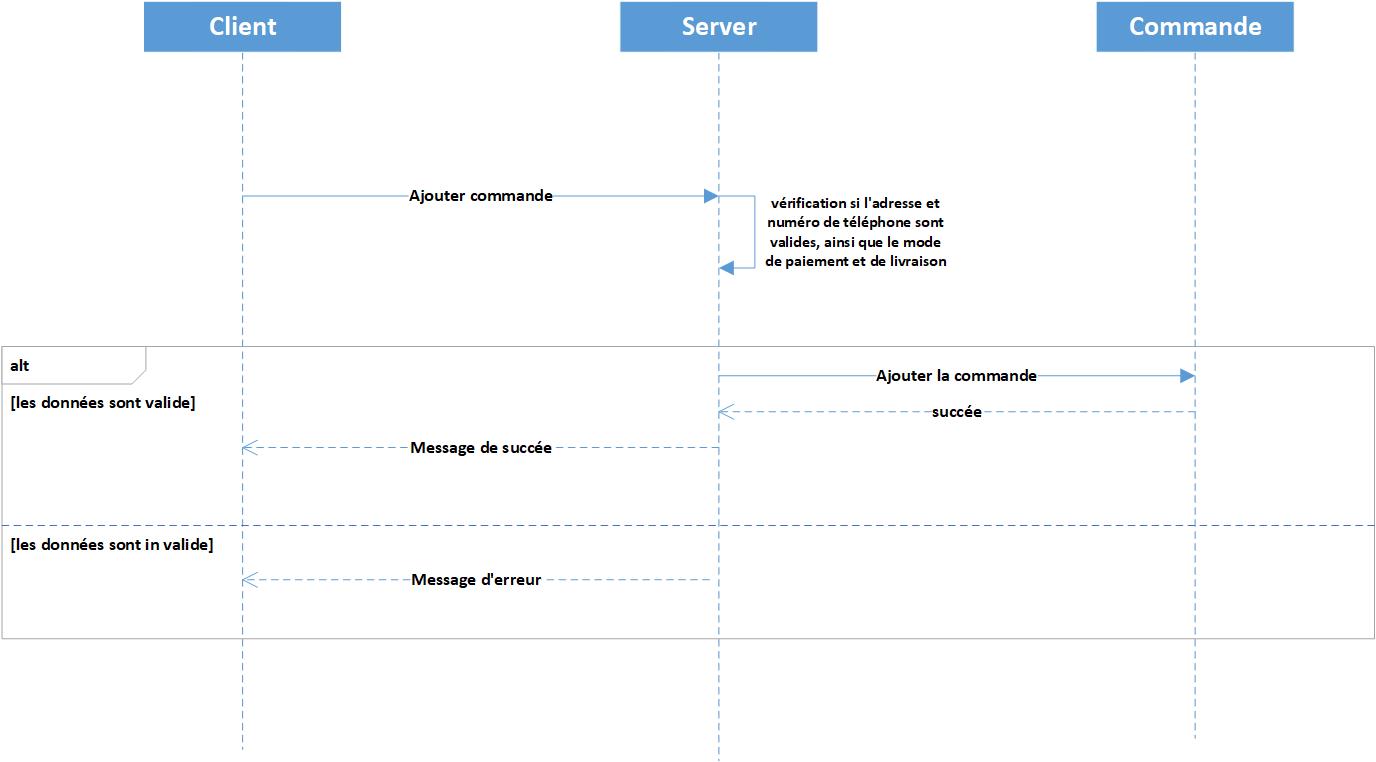 Client
Server
Commande
Ajouter commande
vérification si l'adresse et
numéro de téléphone sont
valides, ainsi que le mode
de paiement et de livraison
alt
Ajouter la commande
[les données sont valide]
succée
Message de succée
[les données sont in valide]
Message d'erreur